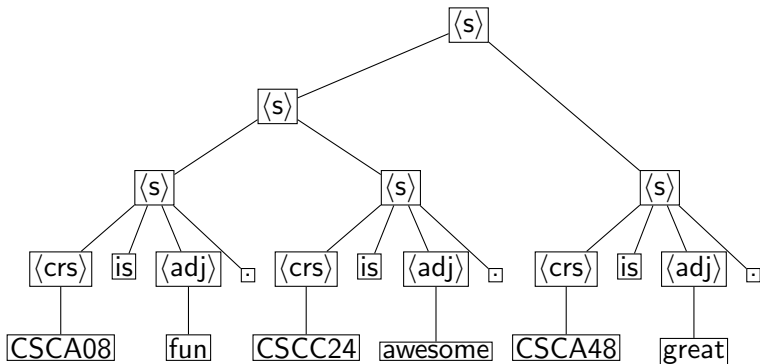 ⟨s⟩
⟨s⟩
⟨s⟩ ⟨s⟩ ⟨s⟩
⟨crs⟩ is ⟨adj⟩ . ⟨crs⟩ is ⟨adj⟩ . ⟨crs⟩ is ⟨adj⟩ .
CSCA08 fun CSCC24 awesome CSCA48 great